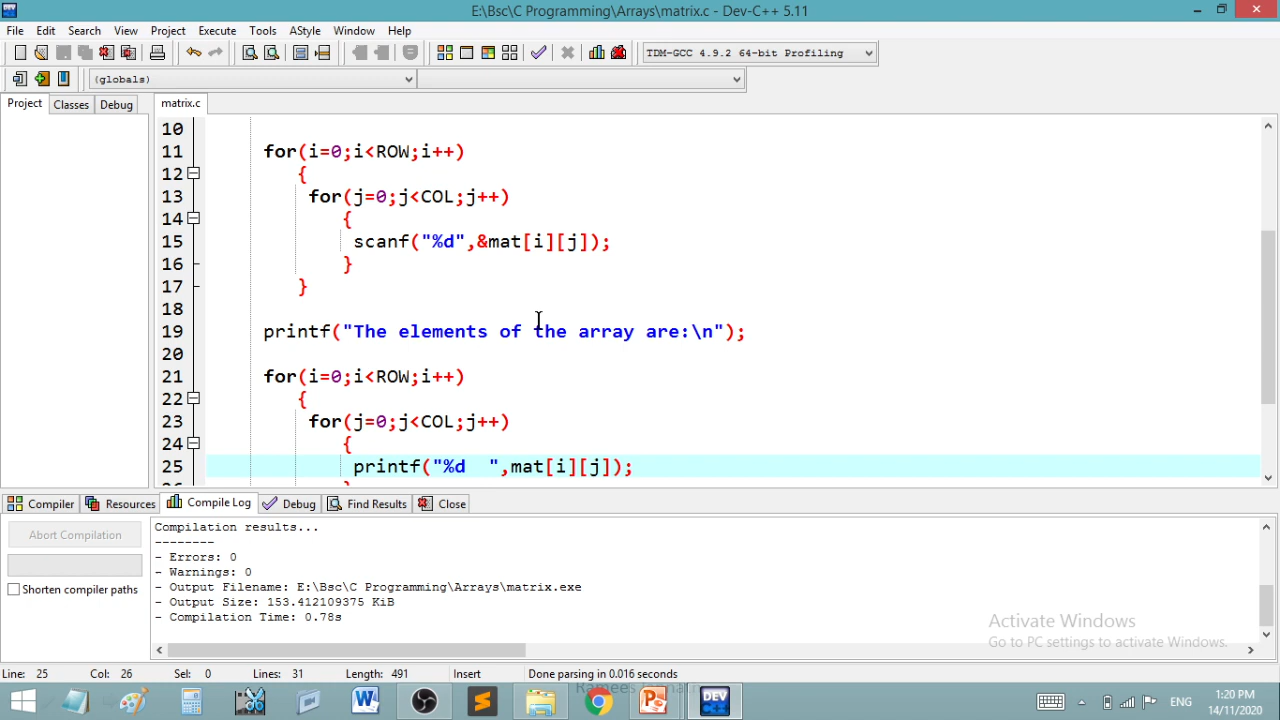 E:\Bsc\C Programming\Arrays\matrix.c - Dev-C++ 5.11
File Edit Search View Project Execute Tools AStyle Window Help
TDM-GCC 4.9.2 64-bit Profiling
(globals)
Project Classes Debug matrix.c
10
11 for(i=0;i<ROW;i++)
12 {
13 for(j=0;j<COL;j++)
14 {
15 scanf("%d",&mat[i][j]);
16 }
17 }
18
19 printf("The elements of the array are:\n");
20
21 for(i=0;i<ROW;i++)
22 {
23 for(j=0;j<COL;j++)
24 {
25 printf("%d  ",mat[i][j]);
Compiler Resources Compile Log Debug Find Results Close
Abort Compilation
Shorten compiler paths
Compilation results...
--------
- Errors: 0
- Warnings: 0
- Output Filename: E:\Bsc\C Programming\Arrays\matrix.exe
- Output Size: 153.412109375 KiB
- Compilation Time: 0.78s
Activate Windows
Go to PC settings to activate Windows.
Line: 25 Col: 26 Sel: 0 Lines: 31 Length: 491 Insert Done parsing in 0.016 seconds
DEV C++
ENG
1:20 PM
14/11/2020